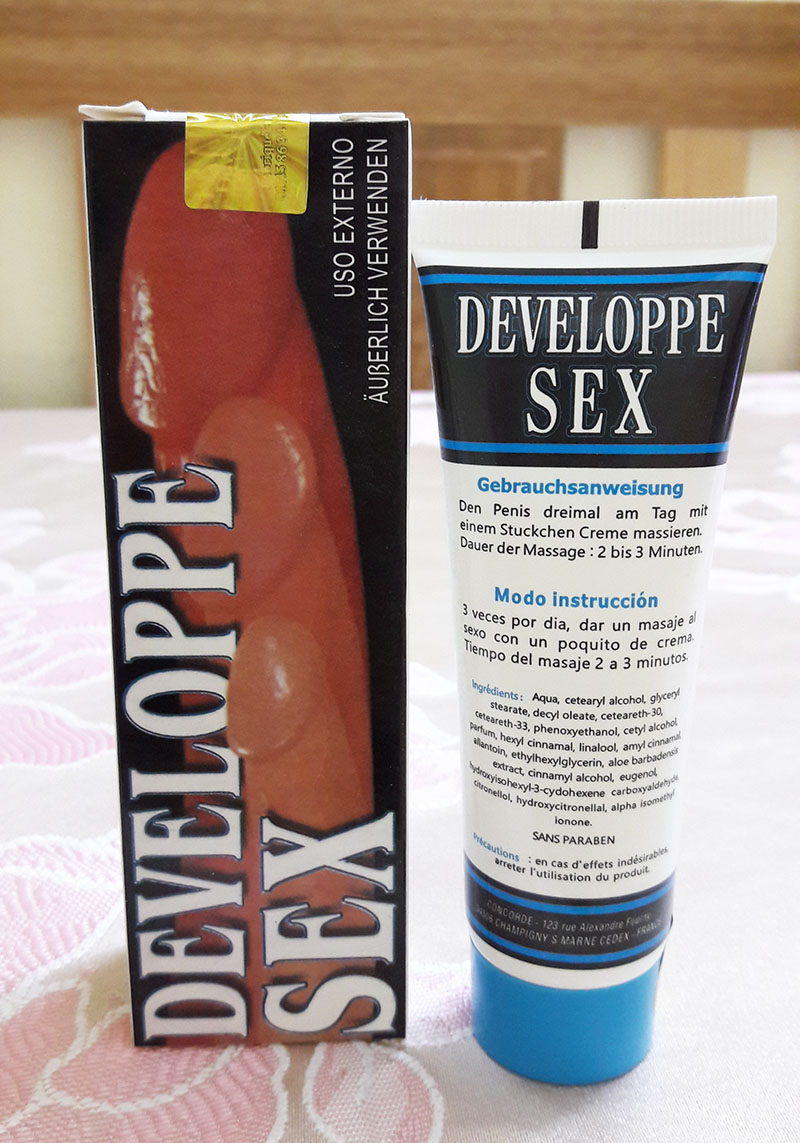 USO EXTERNO
ÄUßERLICH VERWENDEN
DEVELOPPE
SEX
DEVELOPPE
SEX
Gebrauchsanweisung
Den Penis dreimal am Tag mit
einem Stuckchen Creme massieren.
Dauer der Massage : 2 bis 3 Minuten.
Modo instrucción
3 veces por dia, dar un masaje al
sexo con un poquito de crema.
Tiempo del masaje 2 a 3 minutos.
Ingrédients : Aqua, cetearyl alcohol, glyceryl
stearate, decyl oleate, ceteareth-30,
ceteareth-33, phenoxyethanol, cetyl alcohol,
parfum, hexyl cinnamal, linalool, amyl cinnamal,
allantoin, ethylhexylglycerin, aloe barbadensis
extract, cinnamyl alcohol, eugenol,
hydroxyisohexyl-3-cydohexene carboxyaldehyde,
citronellol, hydroxycitronellal, alpha isomethyl
ionone.
SANS PARABEN
Précautions : en cas d'effets indésirables,
arreter l'utilisation du produit.
CONCORDE - 123 rue Alexandre
CHAMPIGNY S MARNE CEDEX - FRANCE